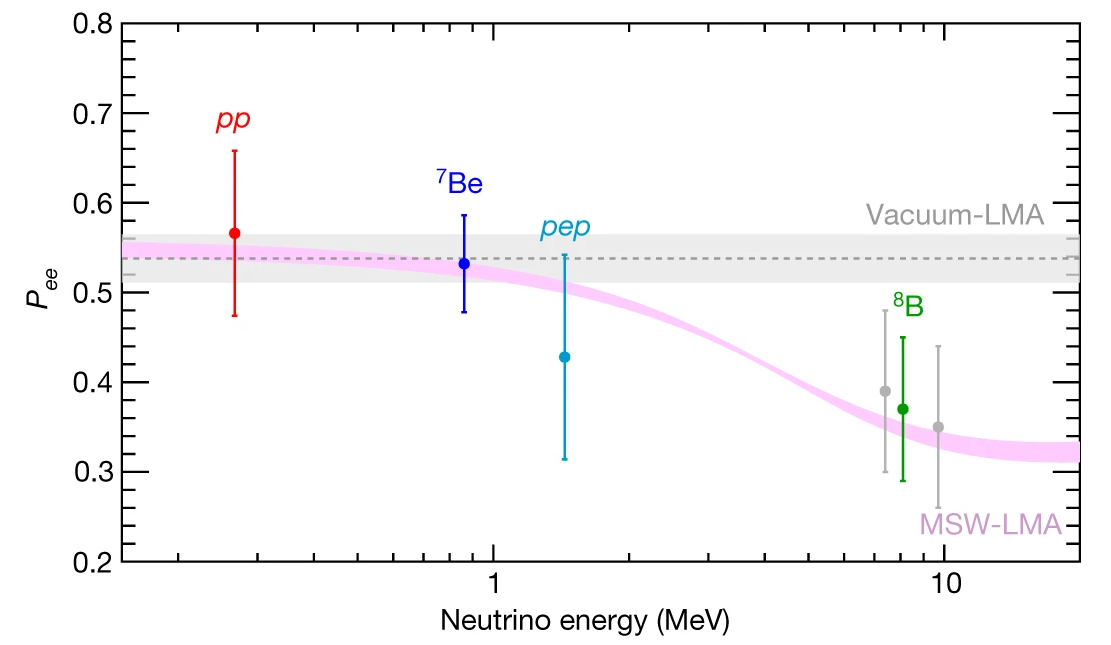 0.8
0.7
0.6
0.5
0.4
0.3
0.2
Pee
pp
⁷Be
pep
Vacuum-LMA
⁸B
MSW-LMA
1
10
Neutrino energy (MeV)